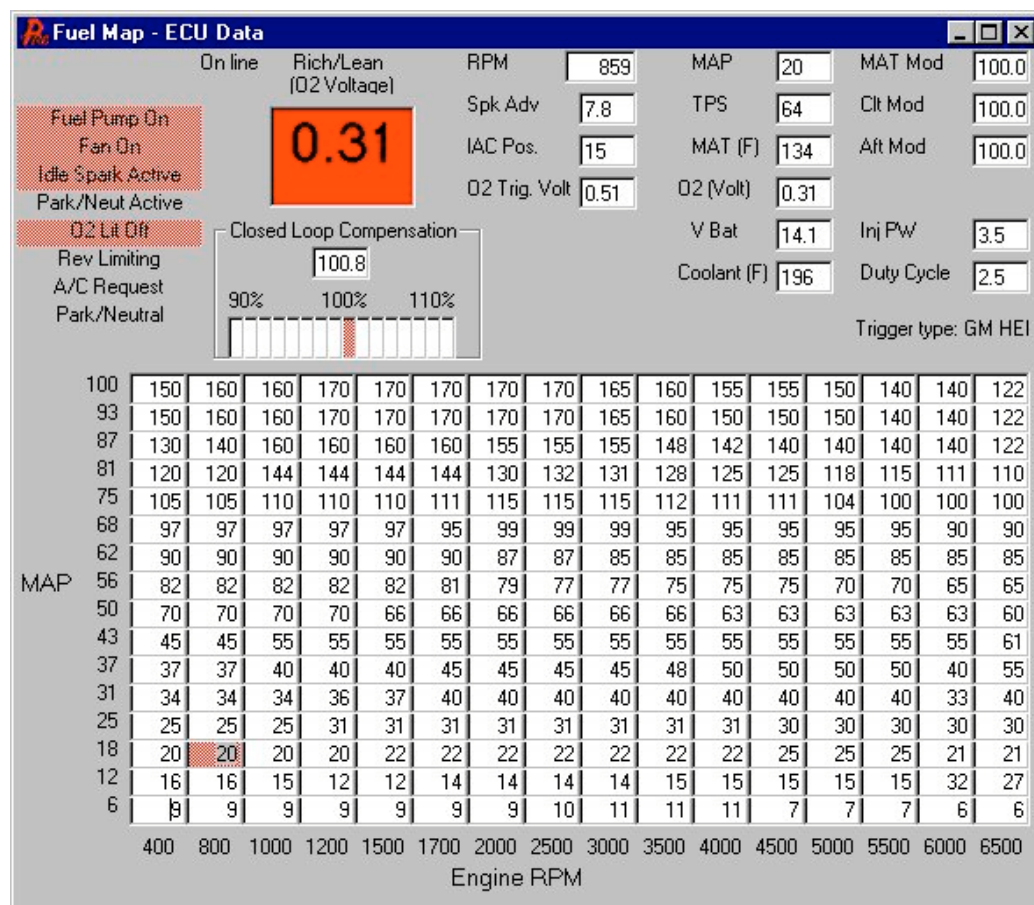 Fuel Map - ECU Data
On line Rich/Lean RPM 859 MAP 20 MAT Mod 100.0
(O2 Voltage)
0.31
Spk Adv 7.8 TPS 64 Clt Mod 100.0
Fuel Pump On
Fan On IAC Pos. 15 MAT (F) 134 Aft Mod 100.0
Idle Spark Active
Park/Neut Active O2 Trig. Volt 0.51 O2 (Volt) 0.31
O2 Lit Oft Closed Loop Compensation V Bat 14.1 Inj PW 3.5
Rev Limiting 100.8 Coolant (F) 196 Duty Cycle 2.5
A/C Request 90% 100% 110%
Park/Neutral
Trigger type: GM HEI
100 150 160 160 170 170 170 170 170 165 160 155 155 150 140 140 122
93 150 160 160 170 170 170 170 170 165 160 155 155 150 140 140 122
87 130 140 160 160 160 160 155 155 155 148 142 140 140 140 140 122
81 120 120 144 144 144 144 130 132 131 128 125 125 118 115 111 110
75 105 105 110 110 110 111 115 115 115 112 111 111 104 100 100 100
68 97 97 97 97 97 95 99 99 99 95 95 95 95 95 90 90
62 90 90 90 90 90 90 87 87 85 85 85 85 85 85 85 85
MAP 56 82 82 82 82 82 81 79 77 77 75 75 75 70 70 65 65
50 70 70 70 70 66 66 66 66 66 66 63 63 63 63 63 60
43 45 45 55 55 55 55 55 55 55 55 55 55 55 55 55 61
37 37 37 40 40 40 45 45 45 45 48 50 50 50 50 40 55
31 34 34 34 36 37 40 40 40 40 40 40 40 40 40 33 40
25 25 25 25 31 31 31 31 31 31 31 31 30 30 30 30 30
18 20 20 20 20 22 22 22 22 22 22 22 25 25 25 21 21
12 16 16 15 12 12 14 14 14 14 15 15 15 15 15 32 27
6 9 9 9 9 9 9 9 10 11 11 11 7 7 7 6 6
400 800 1000 1200 1500 1700 2000 2500 3000 3500 4000 4500 5000 5500 6000 6500
Engine RPM